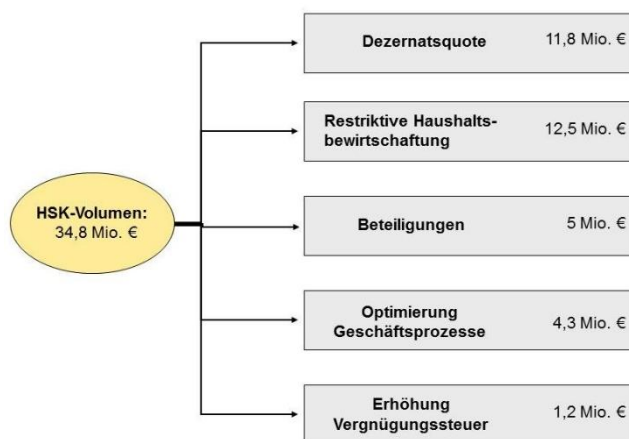 HSK-Volumen:
34,8 Mio. €
Dezernatsquote 11,8 Mio. €
Restriktive Haushalts-
bewirtschaftung 12,5 Mio. €
Beteiligungen 5 Mio. €
Optimierung
Geschäftsprozesse 4,3 Mio. €
Erhöhung
Vergnügungssteuer 1,2 Mio. €